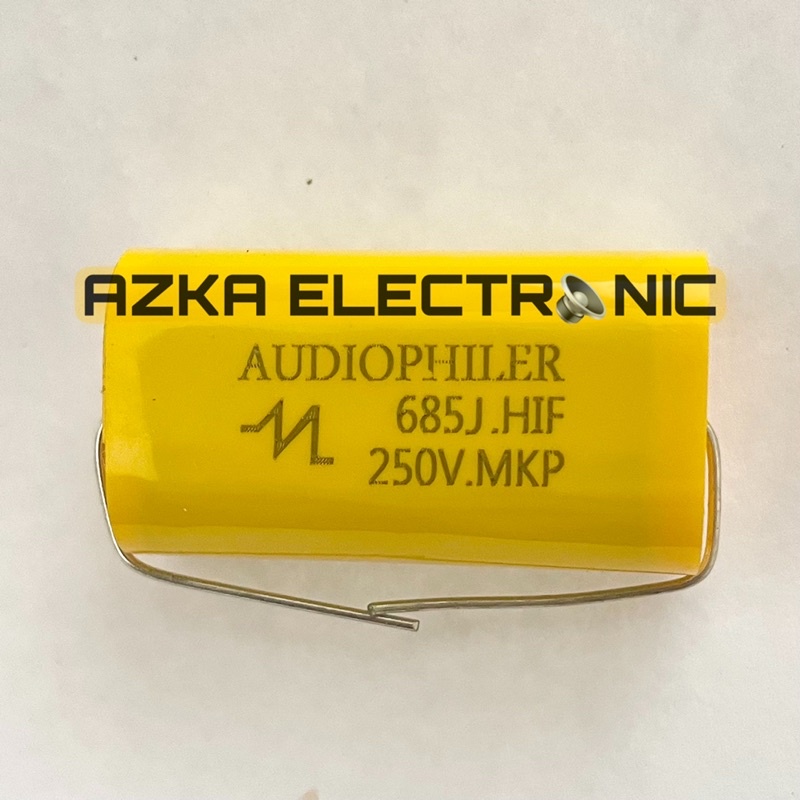 AZKA ELECTRONIC
AUDIOPHILER
685J.HIF
250V.MKP